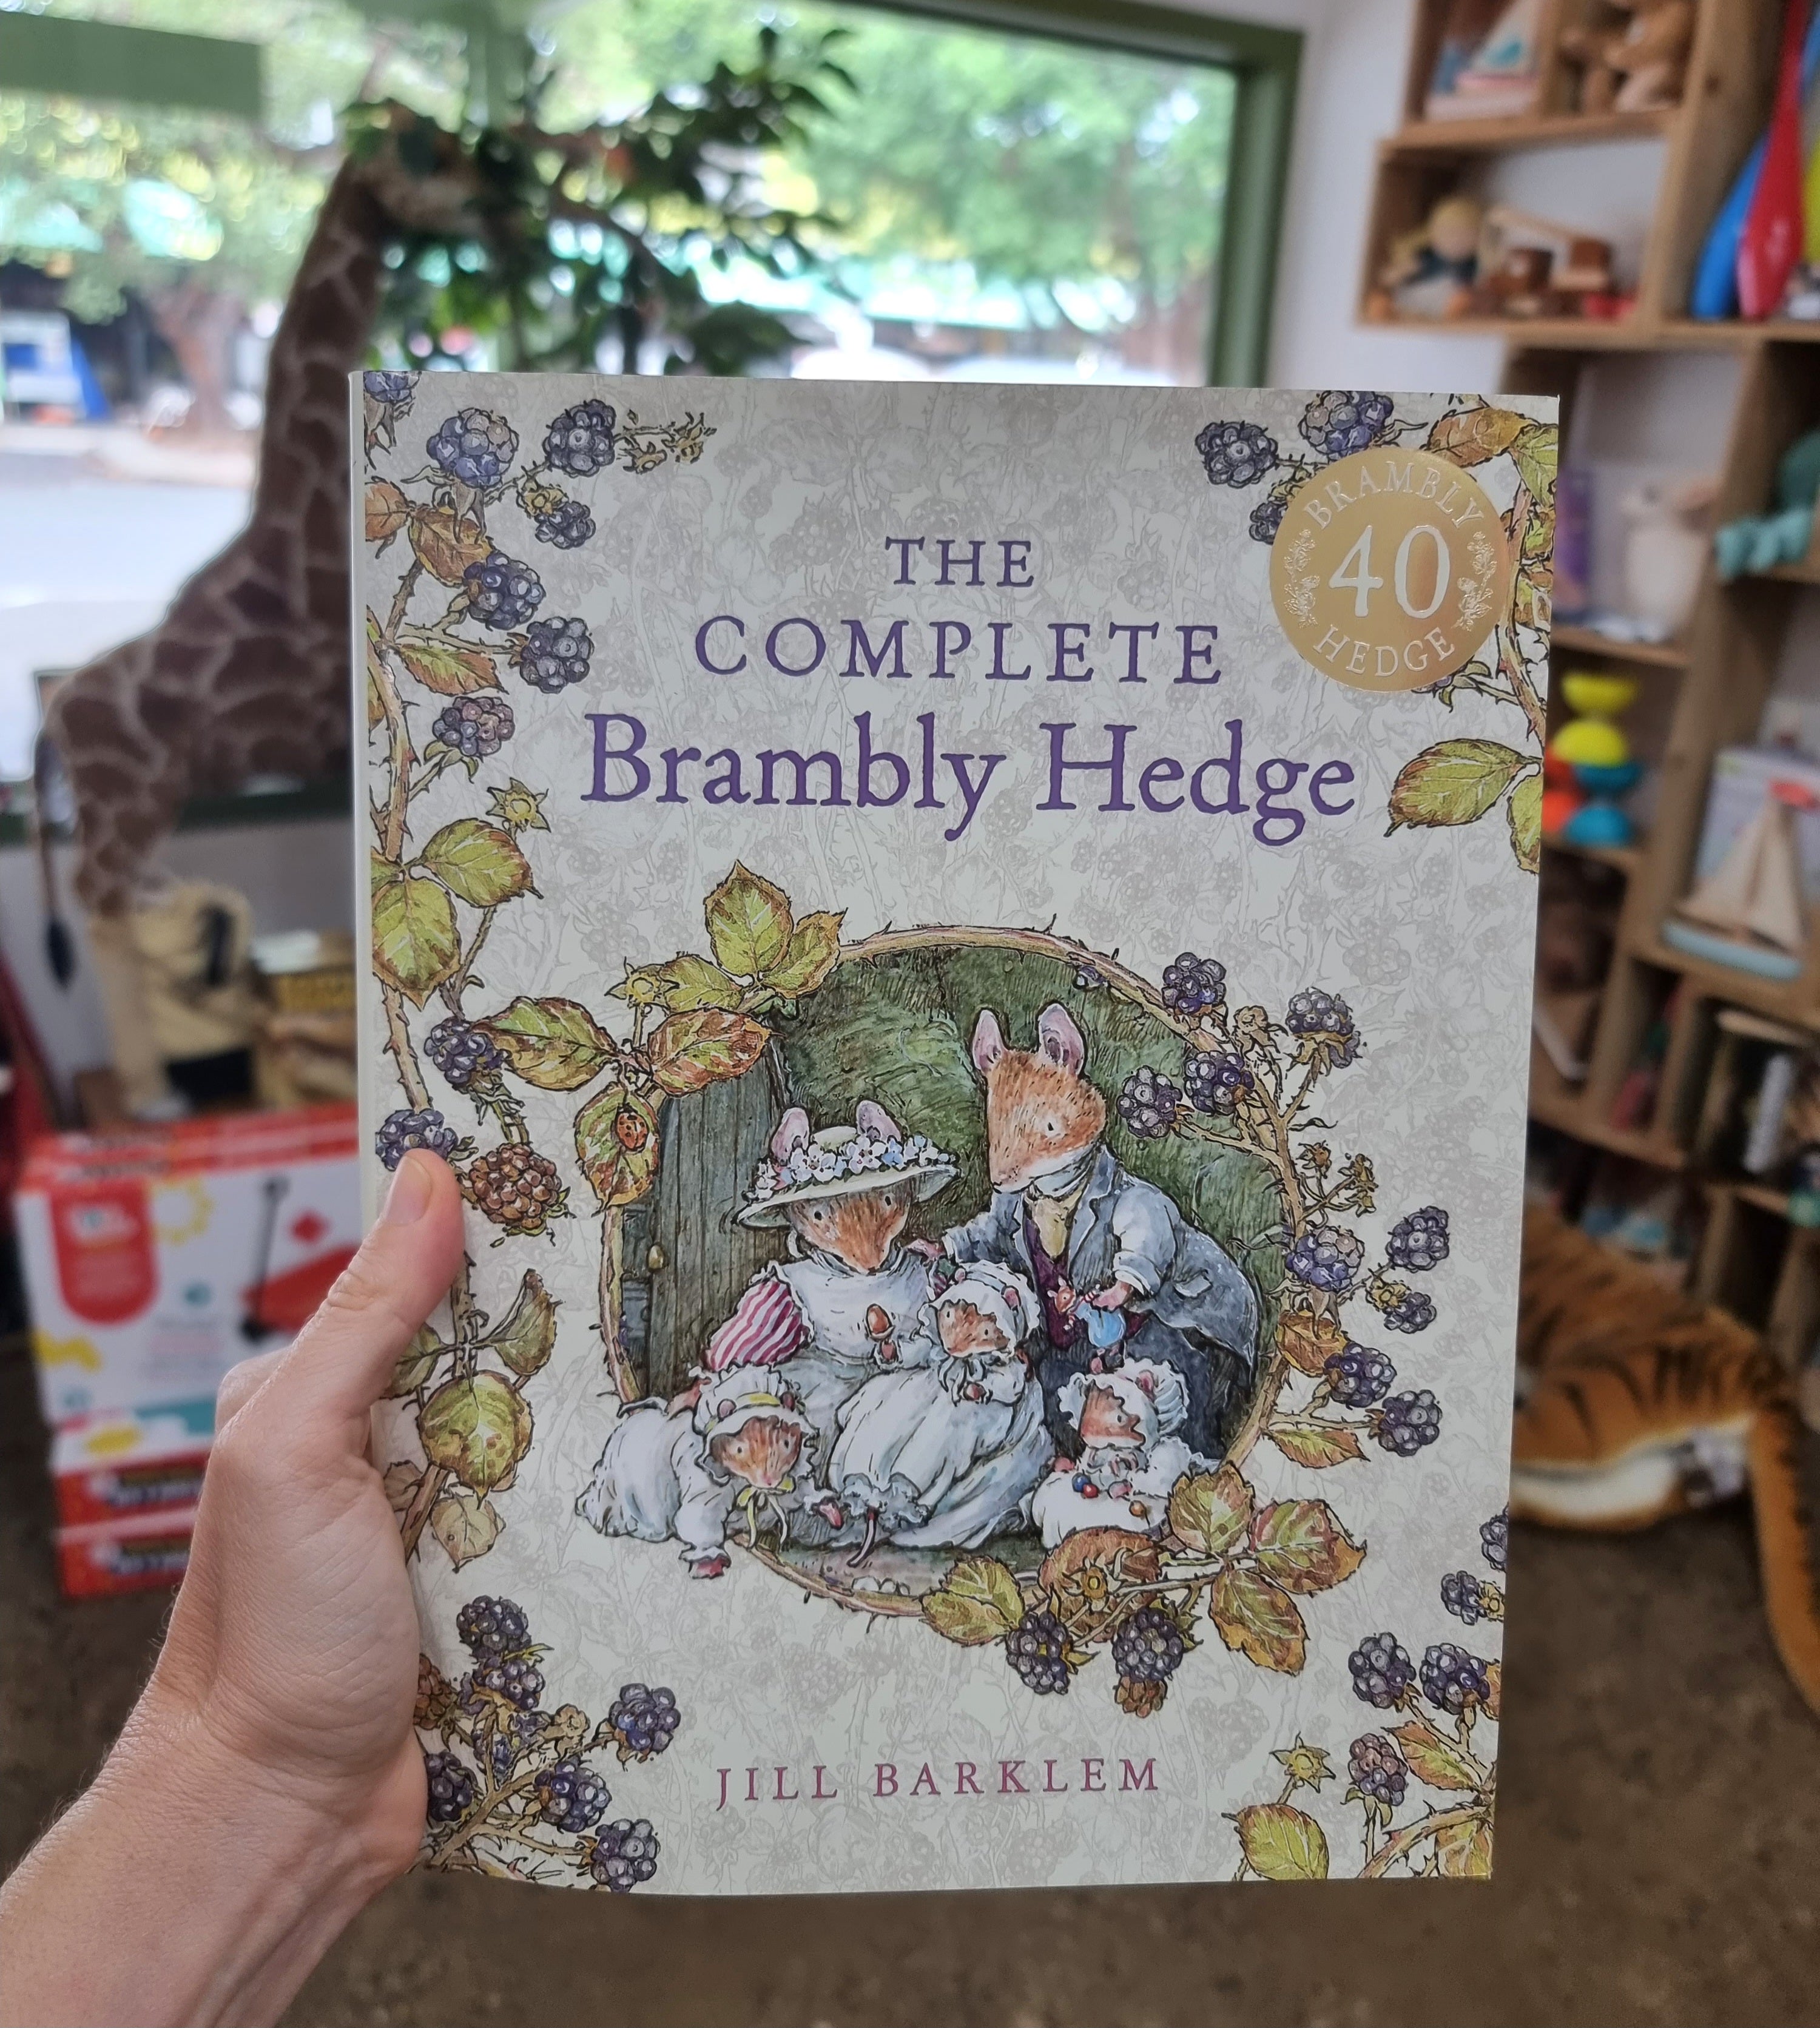 THE
COMPLETE
Brambly Hedge
BRAMBLY
40
HEDGE
JILL BARKLEM